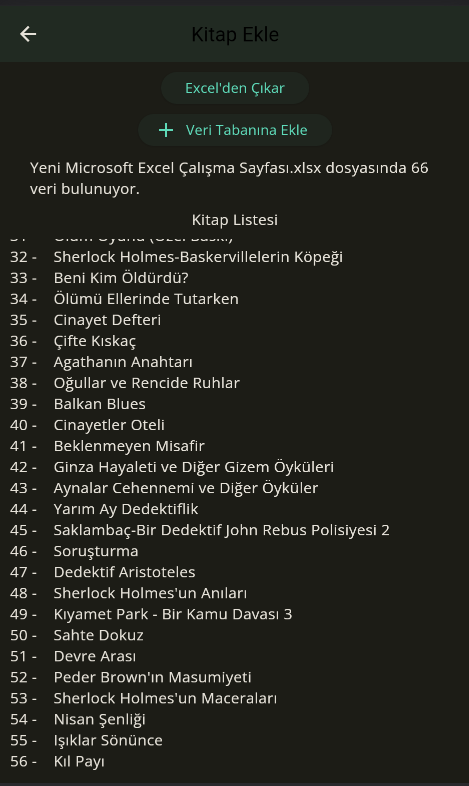 Kitap Ekle
Excel'den Çıkar
+ Veri Tabanına Ekle
Yeni Microsoft Excel Çalışma Sayfası.xlsx dosyasında 66
veri bulunuyor.
Kitap Listesi
31 - Ölüm Oyunu (Özel Baskı)
32 - Sherlock Holmes-Baskervillelerin Köpeği
33 - Beni Kim Öldürdü?
34 - Ölümü Ellerinde Tutarken
35 - Cinayet Defteri
36 - Çifte Kıskaç
37 - Agathanın Anahtarı
38 - Oğullar ve Rencide Ruhlar
39 - Balkan Blues
40 - Cinayetler Oteli
41 - Beklenmeyen Misafir
42 - Ginza Hayaleti ve Diğer Gizem Öyküleri
43 - Aynalar Cehennemi ve Diğer Öyküler
44 - Yarım Ay Dedektiflik
45 - Saklambaç-Bir Dedektif John Rebus Polisiyesi 2
46 - Soruşturma
47 - Dedektif Aristoteles
48 - Sherlock Holmes'un Anıları
49 - Kıyamet Park - Bir Kamu Davası 3
50 - Sahte Dokuz
51 - Devre Arası
52 - Peder Brown'ın Masumiyeti
53 - Sherlock Holmes'un Maceraları
54 - Nisan Şenliği
55 - Işıklar Sönünce
56 - Kıl Payı